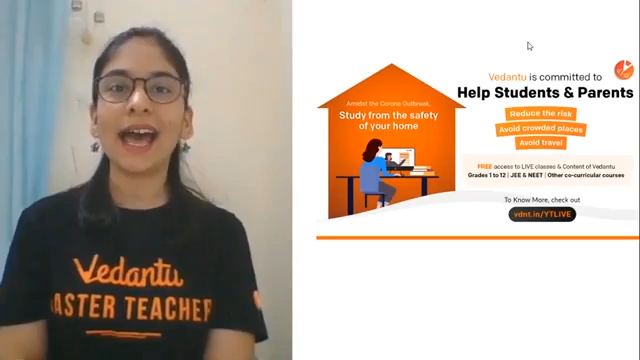 Vedantu
MASTER TEACHER
Amidst the Corona Outbreak,
Study from the safety
of your home
Vedantu is committed to
Help Students & Parents
Reduce the risk
Avoid crowded places
Avoid travel
FREE access to LIVE classes & Content of Vedantu
Grades 1 to 12 | JEE & NEET | Other co-curricular courses
To Know More, check out
vdnt.in/YTLIVE